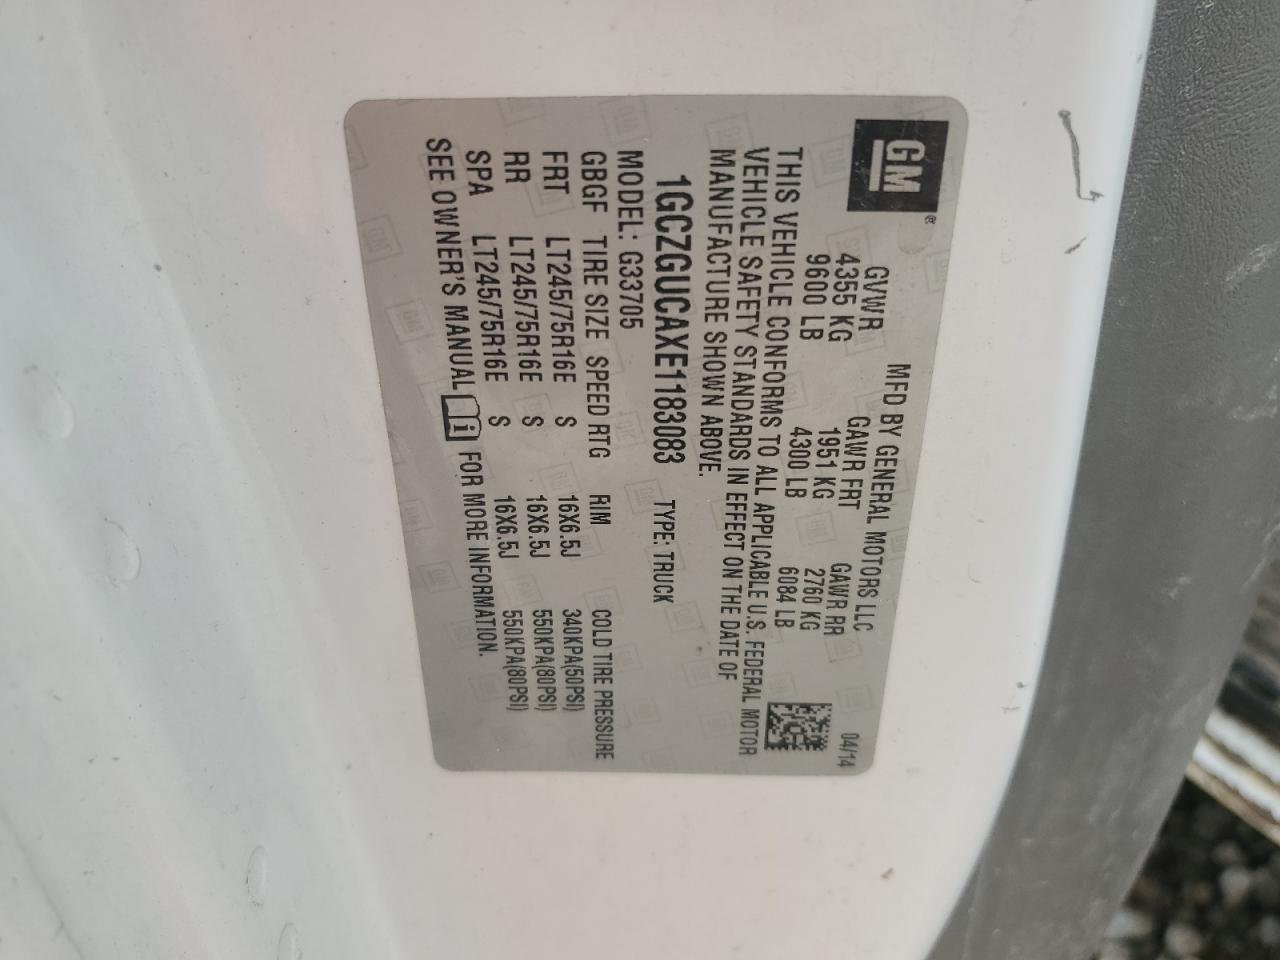 GM®
MFD BY GENERAL MOTORS LLC
04/14
GVWR GAWR FRT GAWR RR
4355 KG 1951 KG 2760 KG
9600 LB 4300 LB 6084 LB
THIS VEHICLE CONFORMS TO ALL APPLICABLE U.S. FEDERAL MOTOR
VEHICLE SAFETY STANDARDS IN EFFECT ON THE DATE OF
MANUFACTURE SHOWN ABOVE.
1GCZGUCAXE1183083 TYPE: TRUCK
MODEL: G33705
GBGF TIRE SIZE SPEED RTG RIM COLD TIRE PRESSURE
FRT LT245/75R16E S 16X6.5J 340KPA(50PSI)
RR LT245/75R16E S 16X6.5J 550KPA(80PSI)
SPA LT245/75R16E S 16X6.5J 550KPA(80PSI)
SEE OWNER'S MANUAL i FOR MORE INFORMATION.